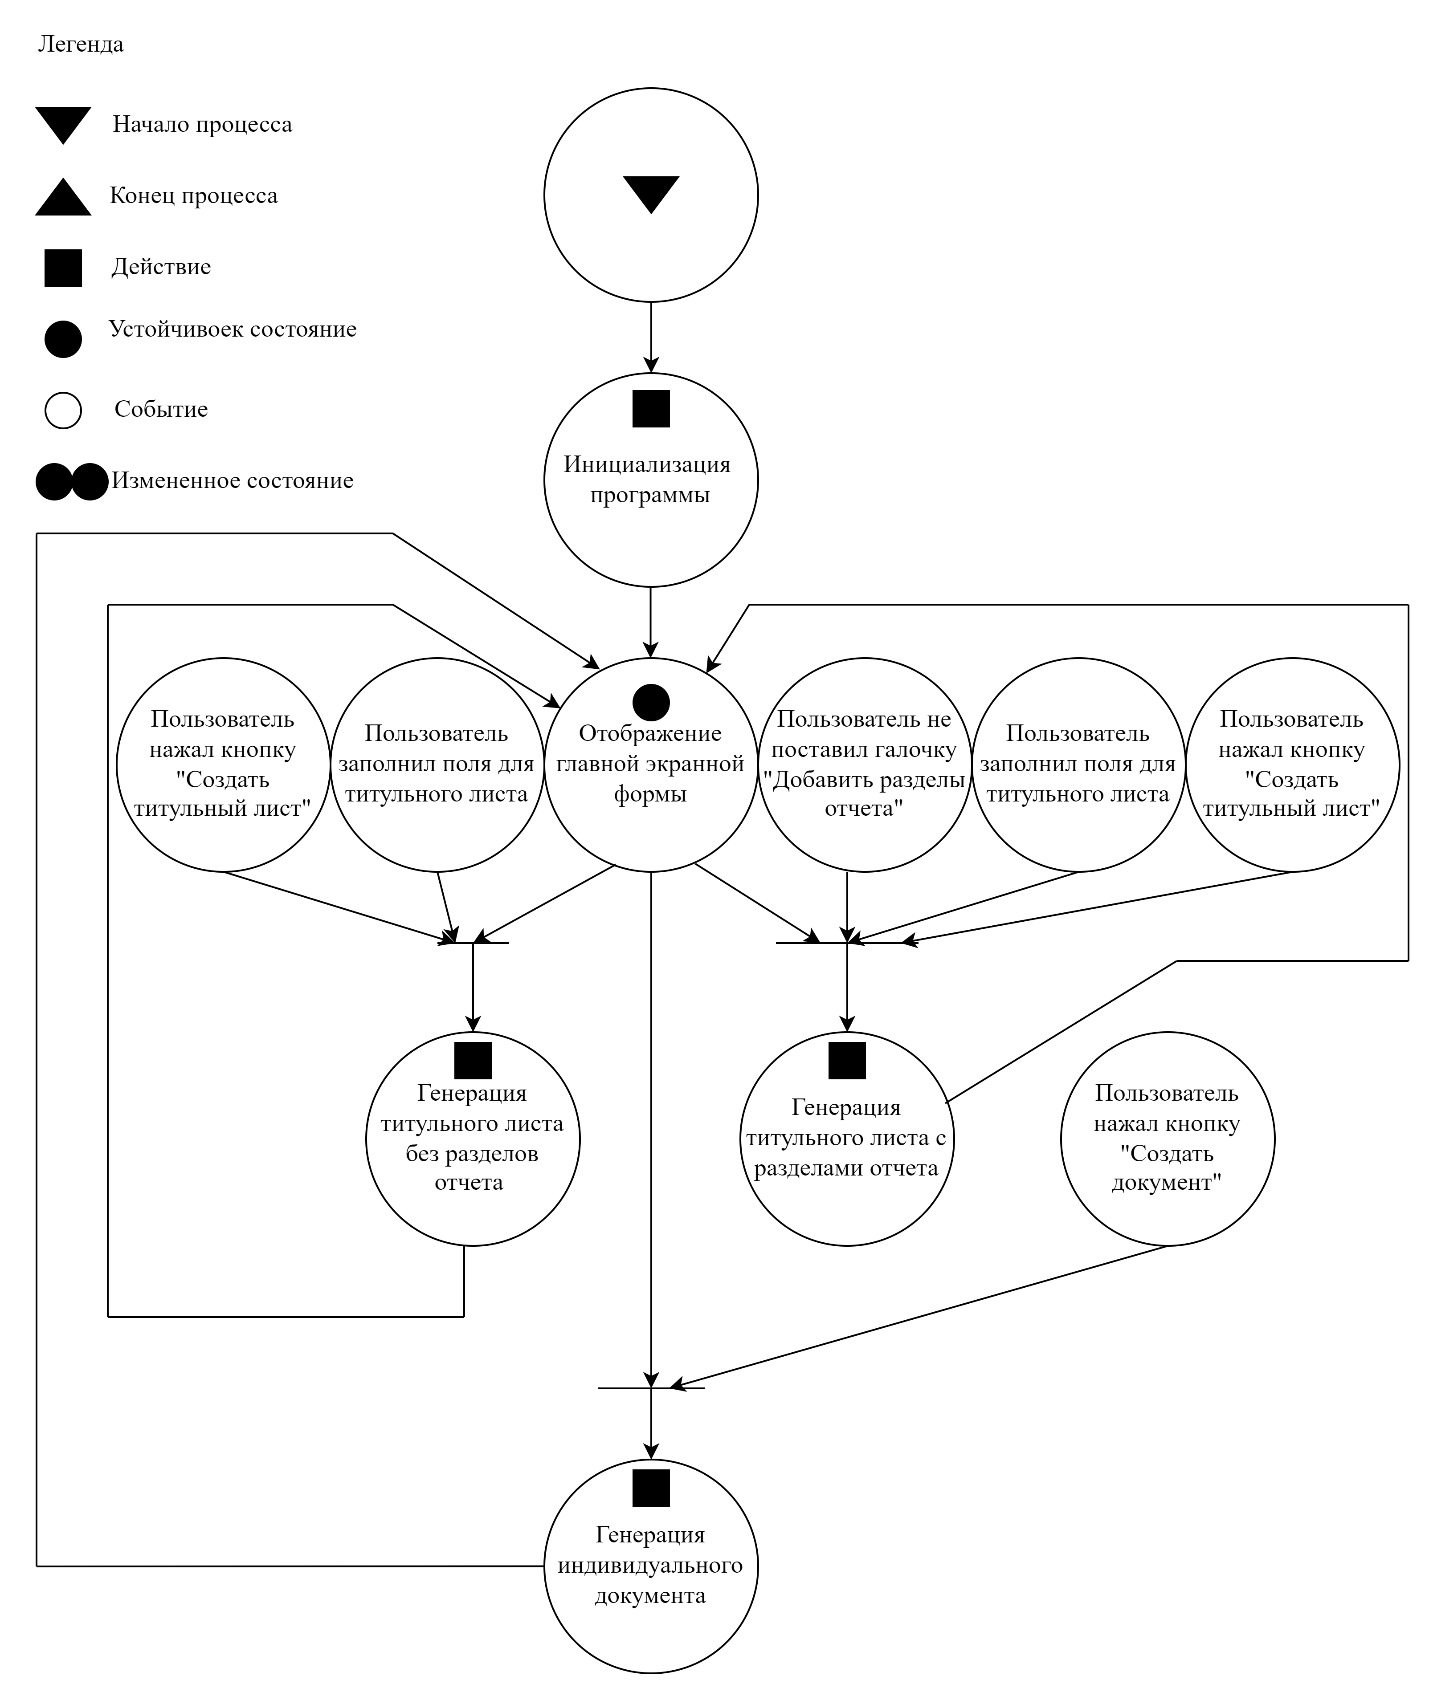 Легенда
Начало процесса
Конец процесса
Действие
Устойчивоек состояние
Событие
Измененное состояние
Инициализация
программы
Пользователь
нажал кнопку
"Создать
титульный лист"
Пользователь
заполнил поля для
титульного листа
Отображение
главной экранной
формы
Пользователь не
поставил галочку
"Добавить разделы
отчета"
Пользователь
заполнил поля для
титульного листа
Пользователь
нажал кнопку
"Создать
титульный лист"
Генерация
титульного листа
без разделов
отчета
Генерация
титульного листа с
разделами отчета
Пользователь
нажал кнопку
"Создать
документ"
Генерация
индивидуального
документа